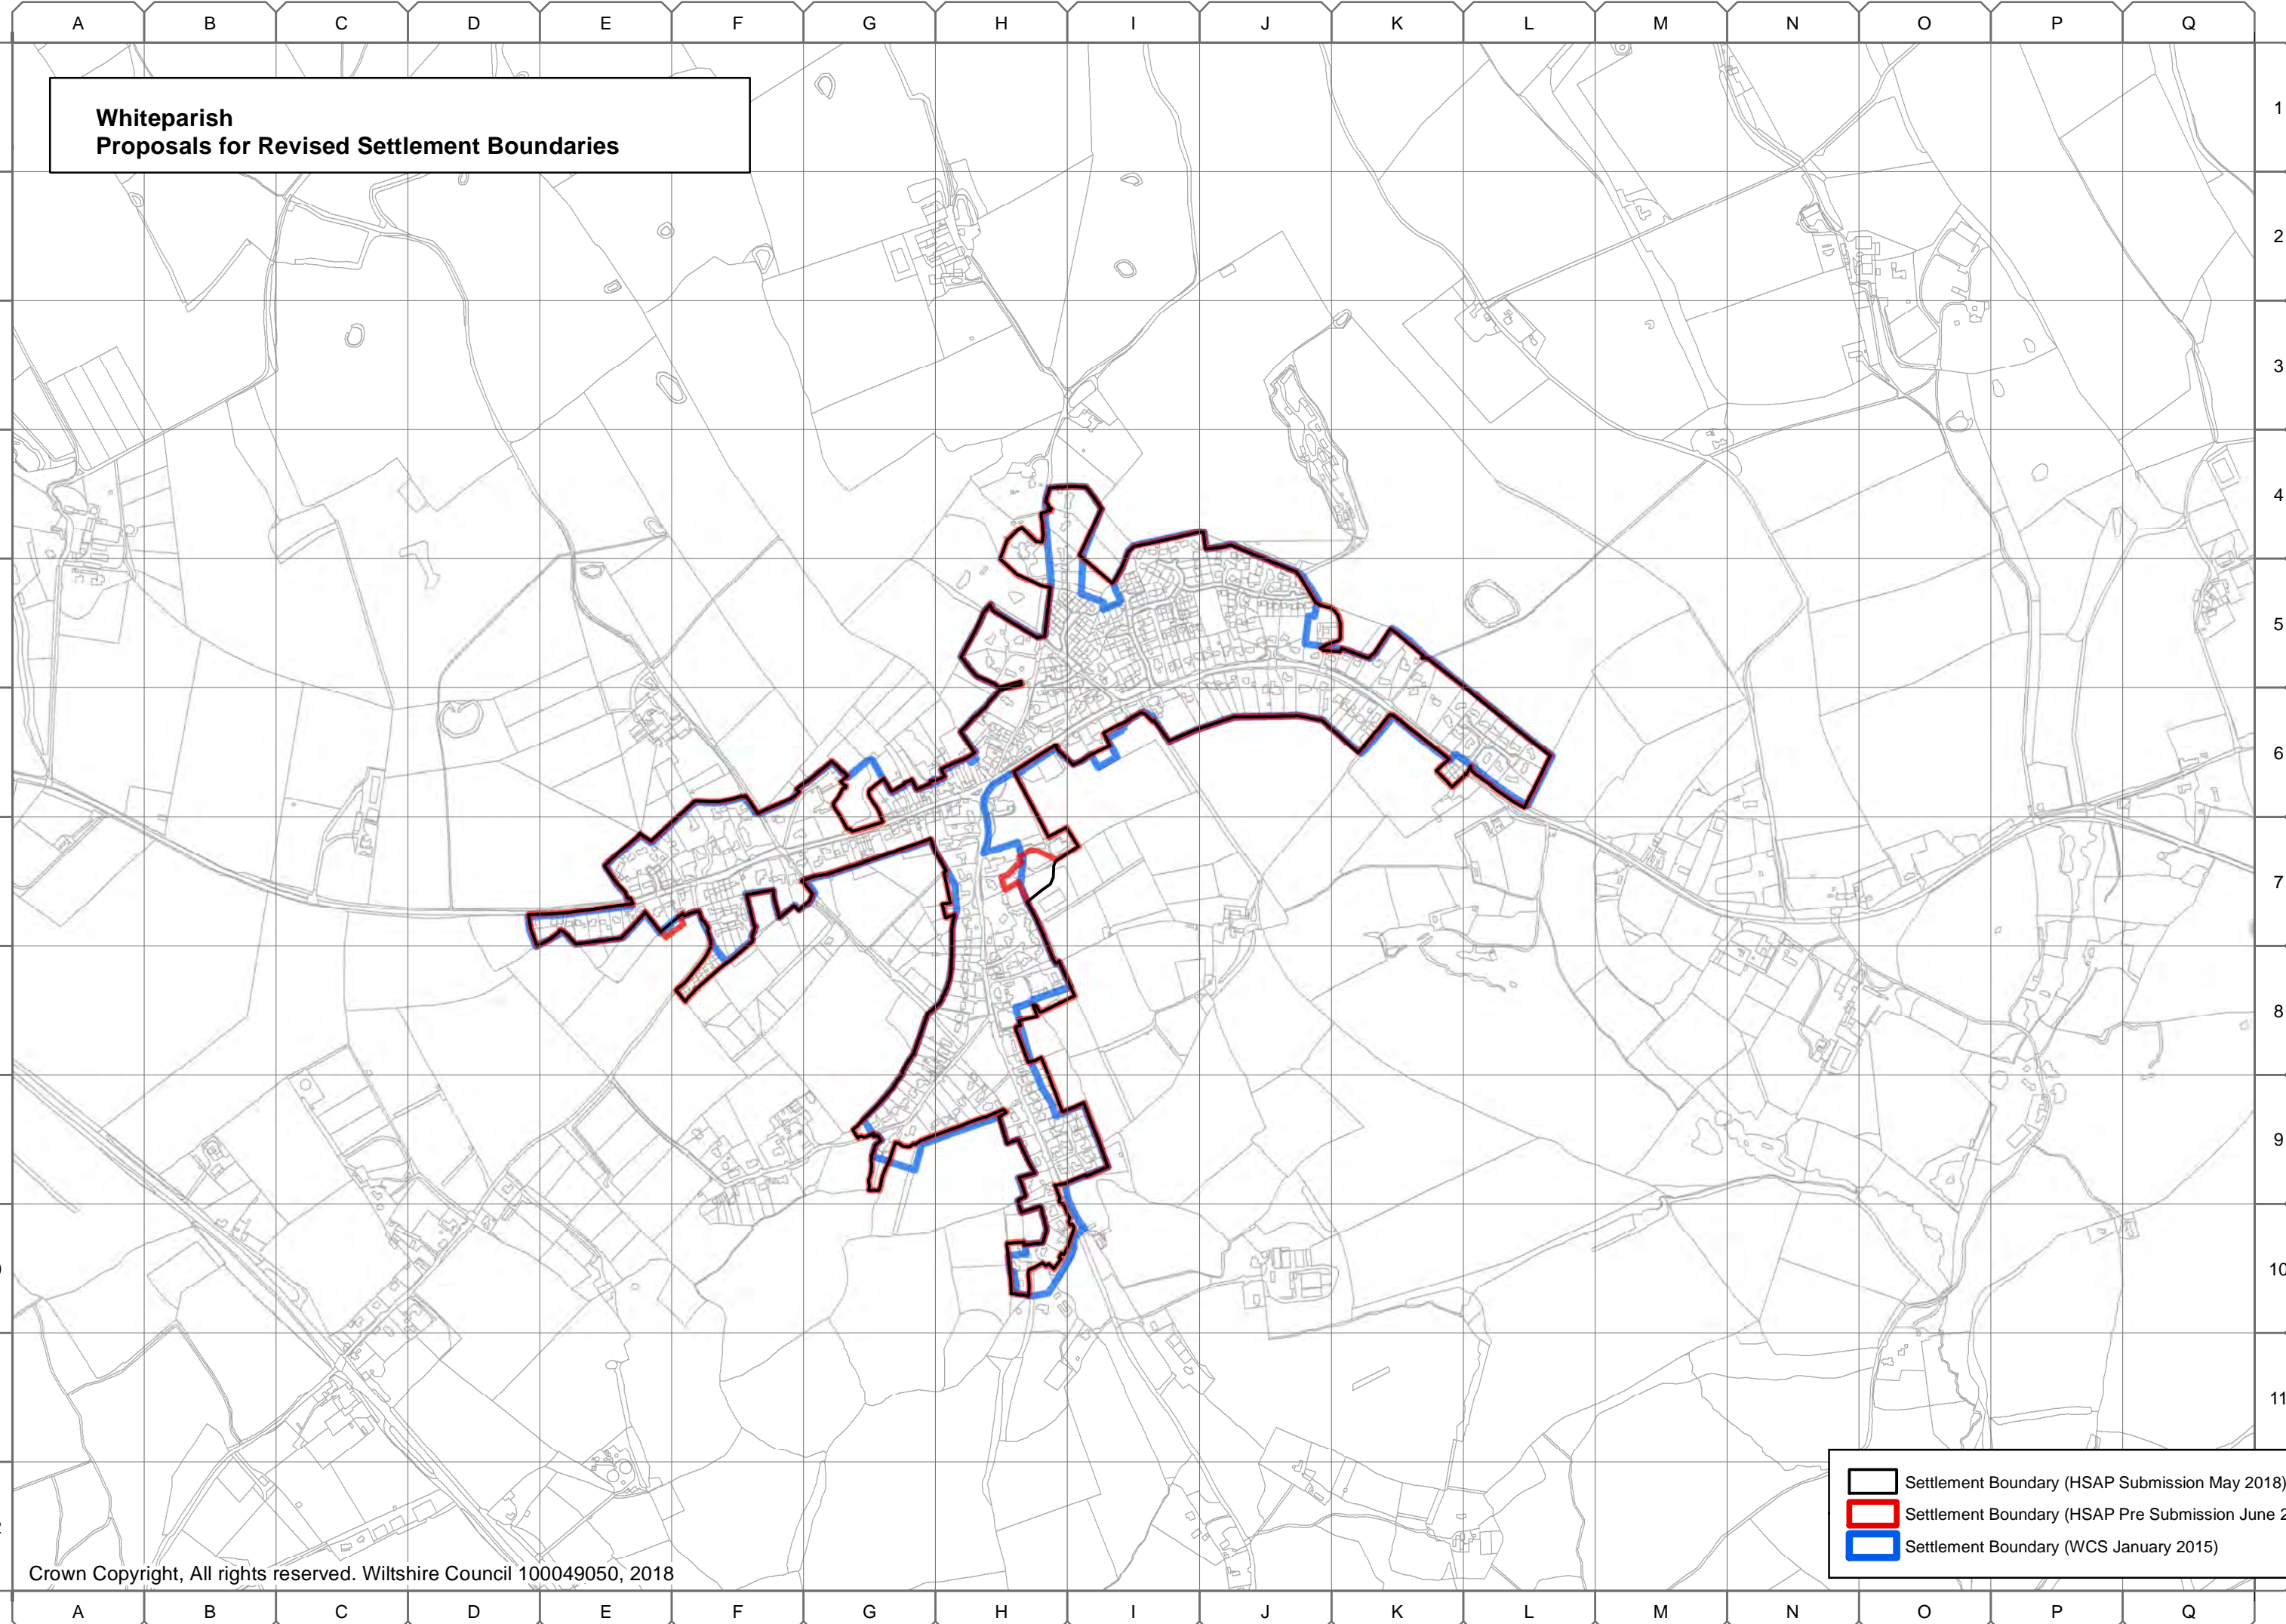 A B C D E F G H I J K L M N O P Q
Whiteparish
Proposals for Revised Settlement Boundaries
1
2
3
4
5
6
7
8
9
10
11
Settlement Boundary (HSAP Submission May 2018)
Settlement Boundary (HSAP Pre Submission June 2
Settlement Boundary (WCS January 2015)
Crown Copyright, All rights reserved. Wiltshire Council 100049050, 2018
A B C D E F G H I J K L M N O P Q